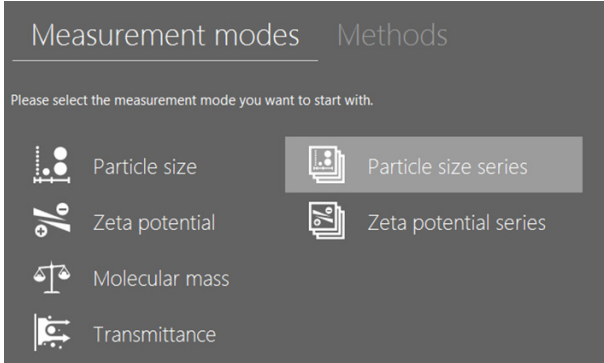 Measurement modes Methods
Please select the measurement mode you want to start with.
Particle size
Particle size series
Zeta potential
Zeta potential series
Molecular mass
Transmittance